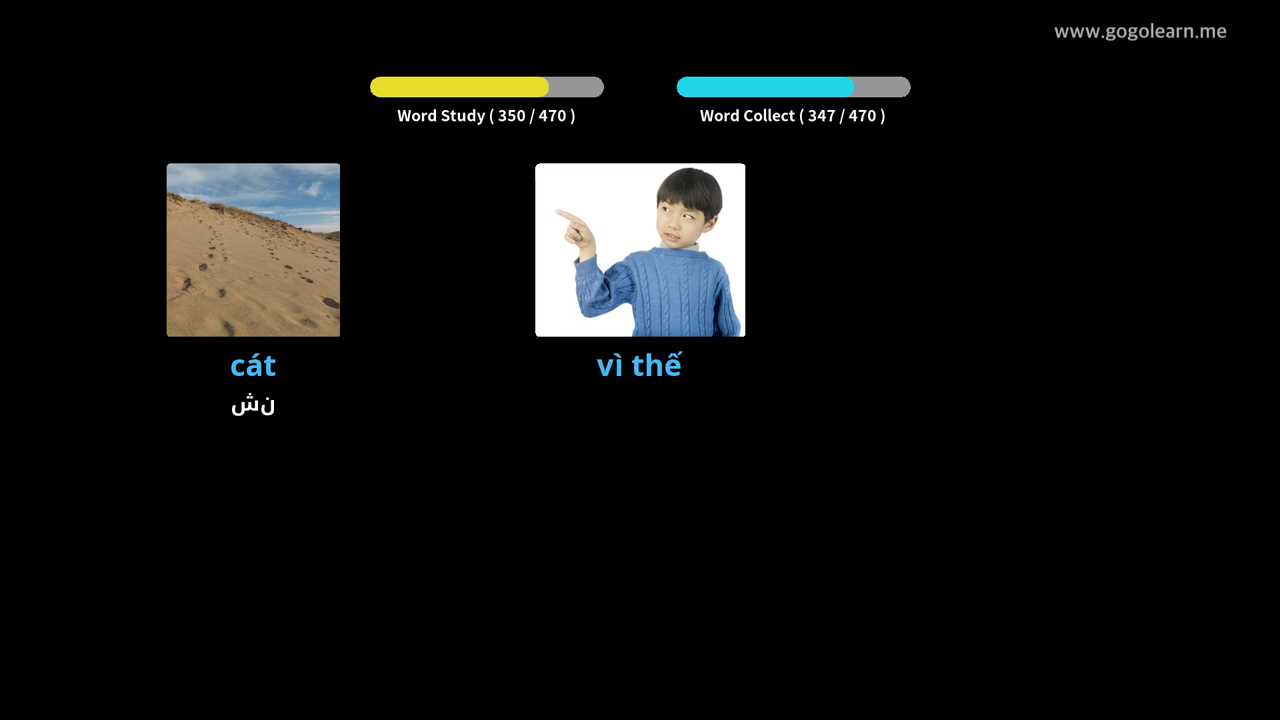 www.gogolearn.me
Word Study ( 350 / 470 )
Word Collect ( 347 / 470 )
cát
vì thế
شن